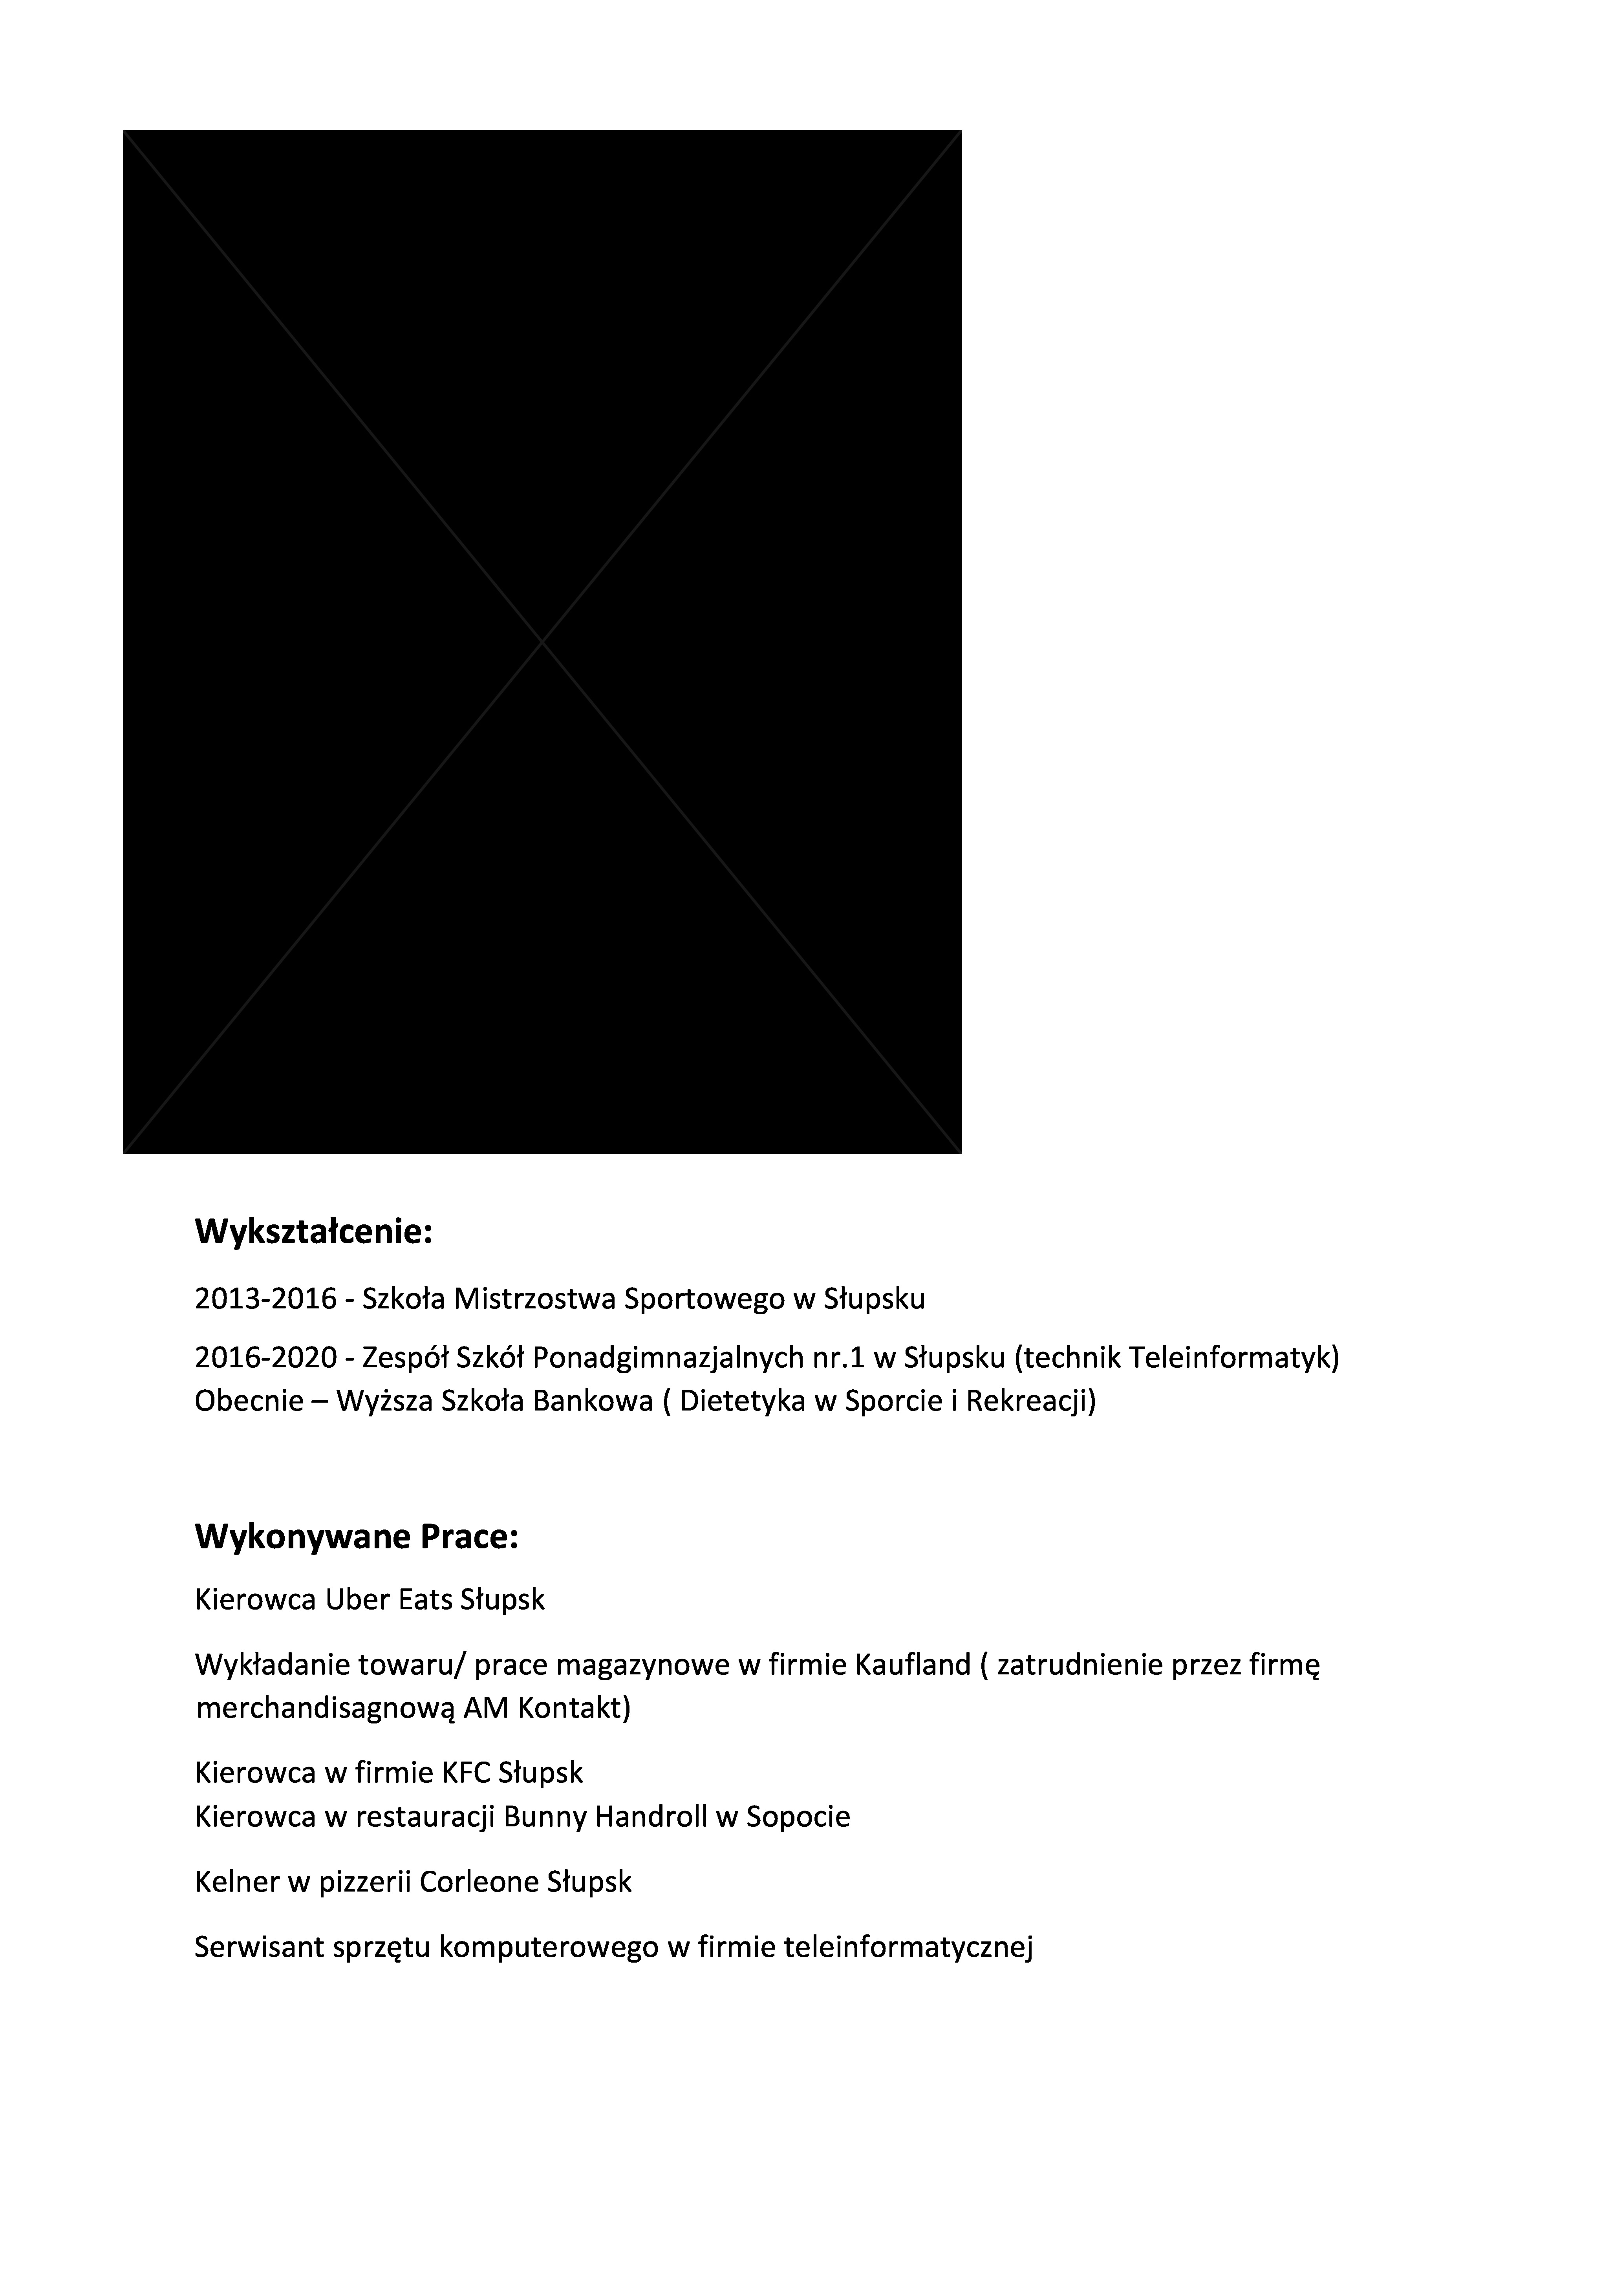 Wykształcenie:
2013-2016 - Szkoła Mistrzostwa Sportowego w Słupsku
2016-2020 - Zespół Szkół Ponadgimnazjalnych nr.1 w Słupsku (technik Teleinformatyk)
Obecnie – Wyższa Szkoła Bankowa ( Dietetyka w Sporcie i Rekreacji)
Wykonywane Prace:
Kierowca Uber Eats Słupsk
Wykładanie towaru/ prace magazynowe w firmie Kaufland ( zatrudnienie przez firmę
merchandisagnową AM Kontakt)
Kierowca w firmie KFC Słupsk
Kierowca w restauracji Bunny Handroll w Sopocie
Kelner w pizzerii Corleone Słupsk
Serwisant sprzętu komputerowego w firmie teleinformatycznej